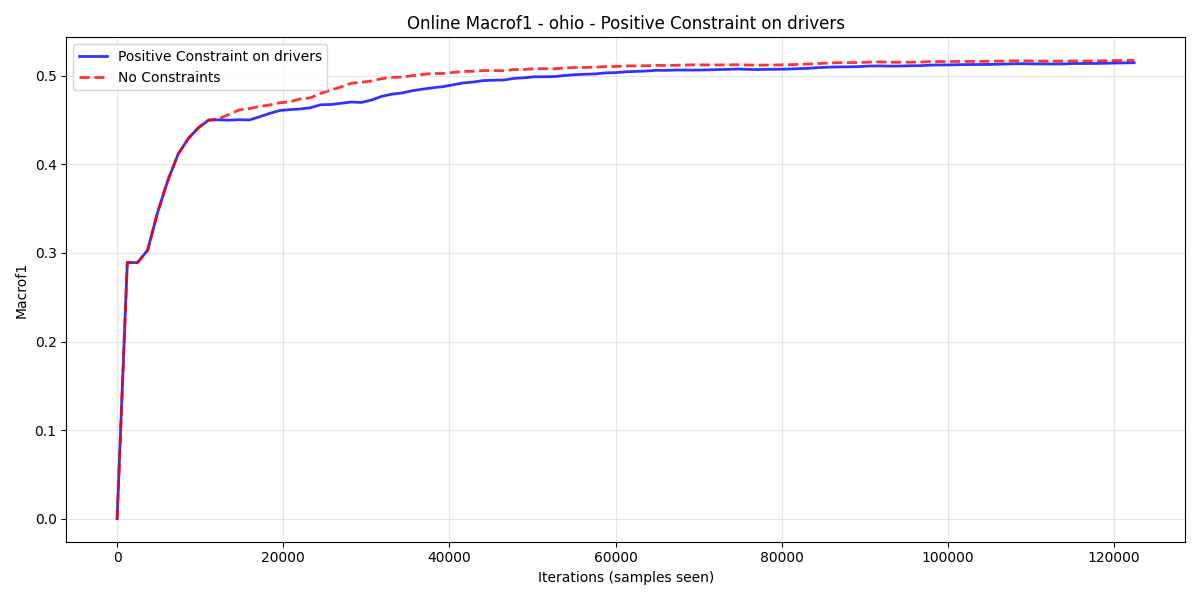 Online Macrof1 - ohio - Positive Constraint on drivers
Positive Constraint on drivers
No Constraints
0.5
0.4
0.3
0.2
0.1
0.0
Macrof1
0 20000 40000 60000 80000 100000 120000
Iterations (samples seen)